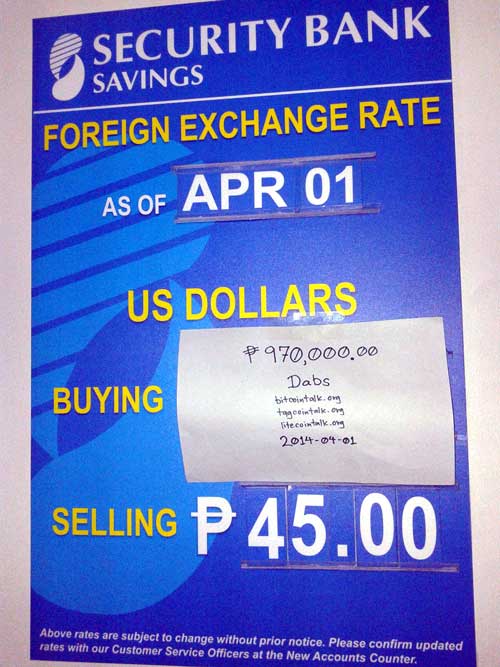 SECURITY BANK
SAVINGS
FOREIGN EXCHANGE RATE
AS OF APR 01
US DOLLARS
₱ 970,000.00
Dabs
bitcointalk.org
tagcointalk.org
litecointalk.org
2014-04-01
BUYING
SELLING ₱ 45.00
Above rates are subject to change without prior notice. Please confirm updated
rates with our Customer Service Officers at the New Accounts Counter.